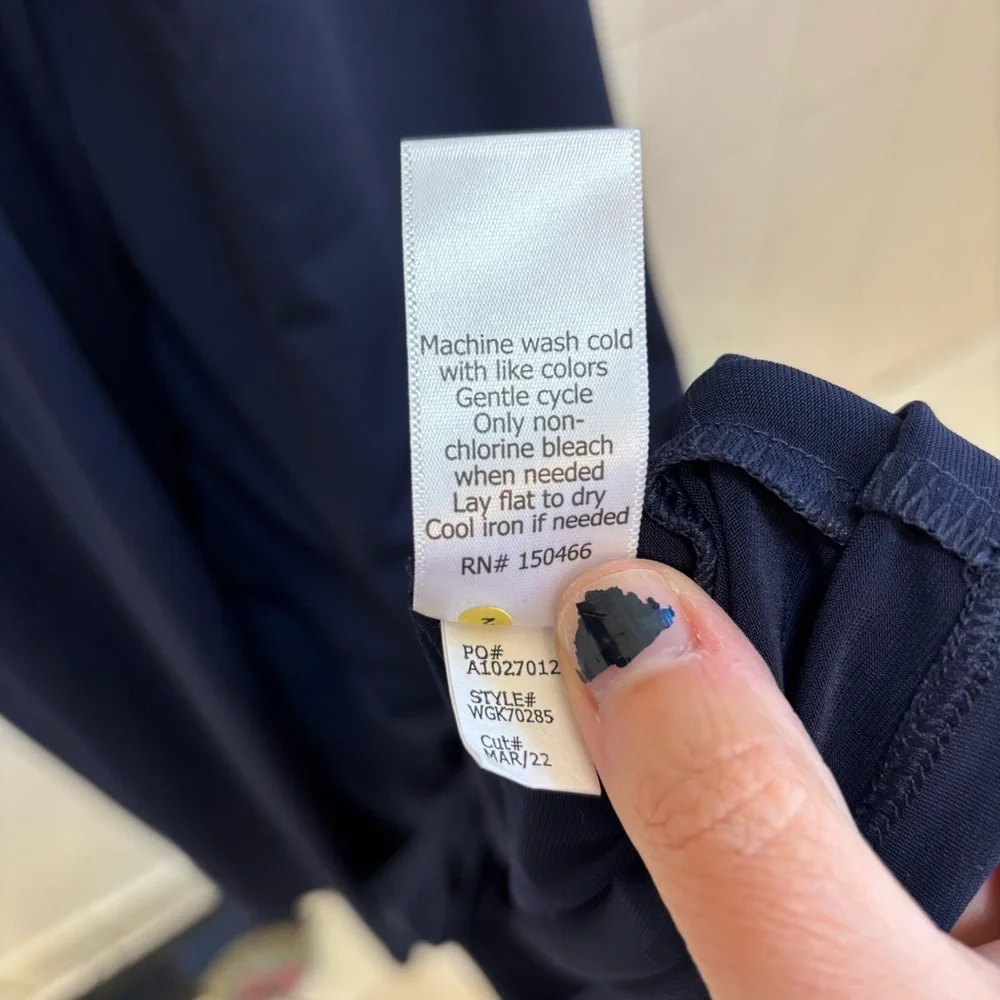 Machine wash cold
with like colors
Gentle cycle
Only non-
chlorine bleach
when needed
Lay flat to dry
Cool iron if needed
RN# 150466
PO#
A1027012
STYLE#
WGK70285
Cut#
MAR/22